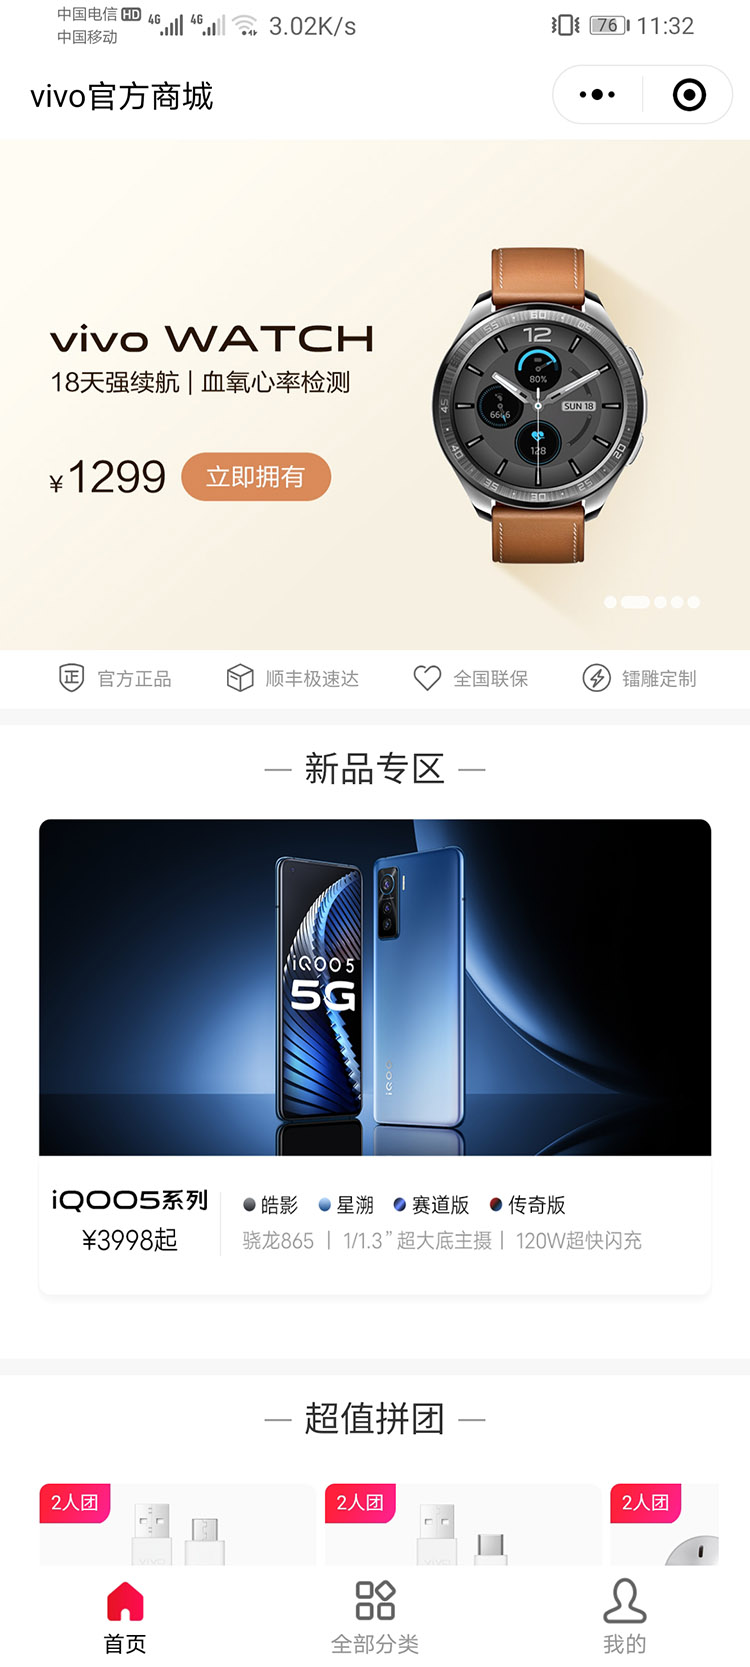 中国电信 HD 4G 4G 3.02K/s 76 11:32
中国移动
vivo官方商城
vivo WATCH
18天强续航 | 血氧心率检测
¥1299 立即拥有
12
80%
6666
SUN 18
128
官方正品 顺丰极速达 全国联保 镭雕定制
— 新品专区 —
iQOO5
5G
iQOO
iQOO5系列
¥3998起
皓影 星溯 赛道版 传奇版
骁龙865 | 1/1.3” 超大底主摄 | 120W超快闪充
— 超值拼团 —
2人团 2人团 2人团
vivo vivo
首页 全部分类 我的